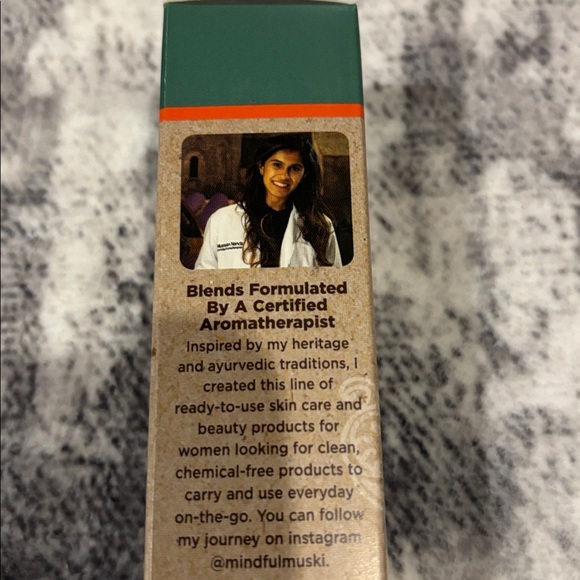 Blends Formulated
By A Certified
Aromatherapist
Inspired by my heritage
and ayurvedic traditions, I
created this line of
ready-to-use skin care and
beauty products for
women looking for clean,
chemical-free products to
carry and use everyday
on-the-go. You can follow
my journey on instagram
@mindfulmuski.